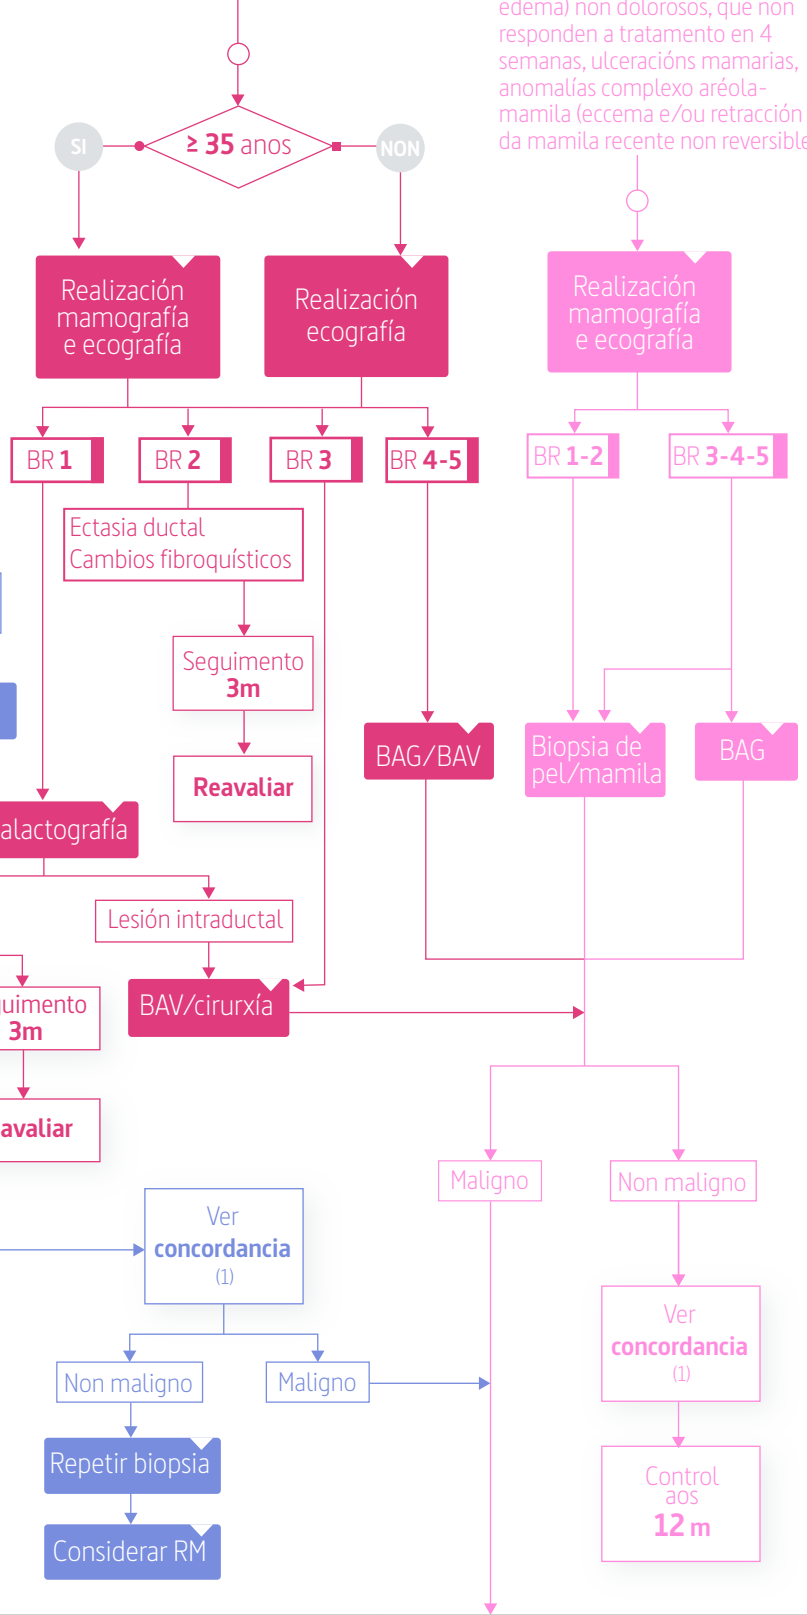 edema) non dolorosos, que non
responden a tratamento en 4
semanas, ulceracións mamarias,
anomalías complexo aréola-
mamila (eccema e/ou retracción
da mamila recente non reversible
SI
≥ 35 anos
NON
Realización
mamografía
e ecografía
Realización
ecografía
Realización
mamografía
e ecografía
BR 1
BR 2
BR 3
BR 4-5
BR 1-2
BR 3-4-5
Ectasia ductal
Cambios fibroquísticos
Seguimento
3m
Reavaliar
BAG/BAV
Biopsia de
pel/mamila
BAG
alactografía
Lesión intraductal
BAV/cirurxía
uimento
3m
avaliar
Maligno
Non maligno
Ver
concordancia
(1)
Non maligno
Maligno
Repetir biopsia
Considerar RM
Ver
concordancia
(1)
Control
aos
12 m